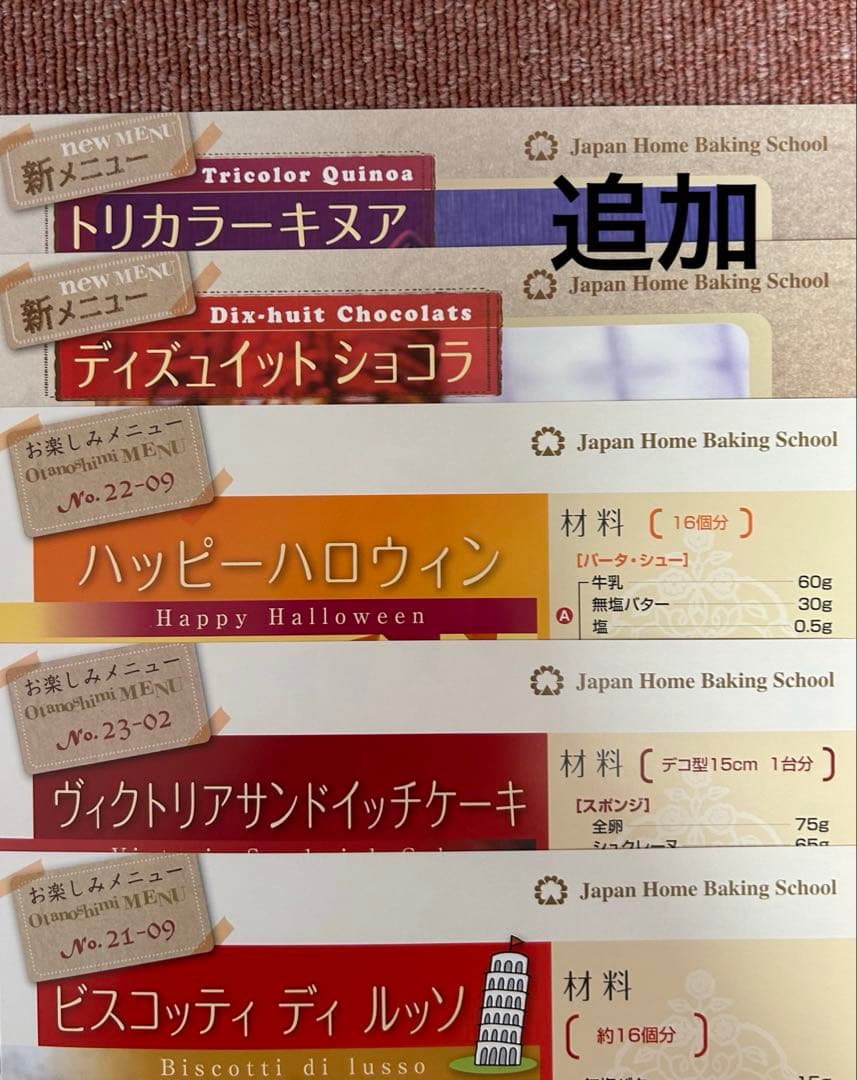 new MENU
新メニュー
Japan Home Baking School
Tricolor Quinoa
トリカラーキヌア
追加
new MENU
新メニュー
Japan Home Baking School
Dix-huit Chocolats
ディズュイット ショコラ
お楽しみメニュー
Otanoshimi MENU
No. 22-09
Japan Home Baking School
ハッピーハロウィン
Happy Halloween
材料 〔16個分〕
[パータ・シュー]
A
牛乳 60g
無塩バター 30g
塩 0.5g
お楽しみメニュー
Otanoshimi MENU
No. 23-02
Japan Home Baking School
ヴィクトリアサンドイッチケーキ
材料 〔デコ型15cm 1台分〕
[スポンジ]
全卵 75g
シュクレーヌ 65g
お楽しみメニュー
Otanoshimi MENU
No. 21-09
Japan Home Baking School
ビスコッティ ディ ルッソ
Biscotti di lusso
材料
〔約16個分〕